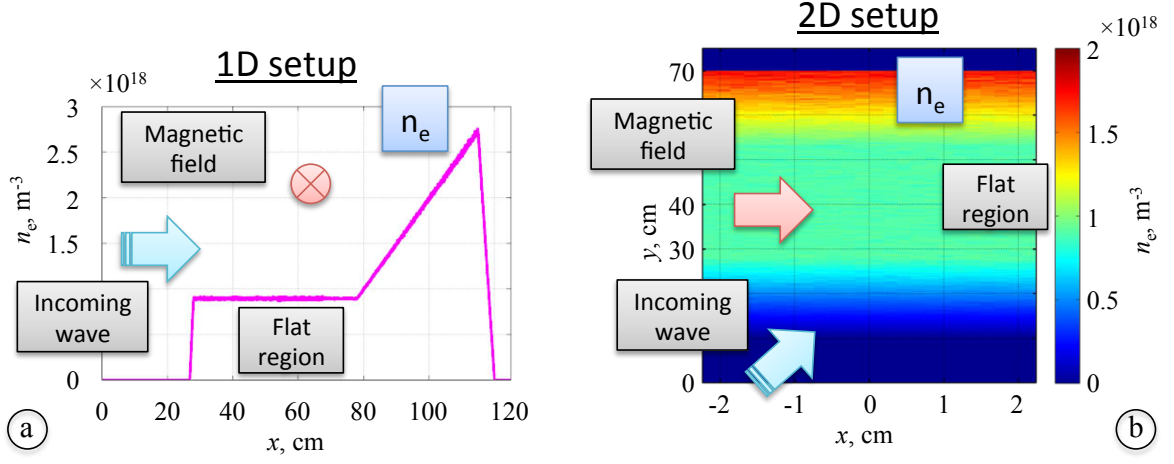 1D setup
×10^18
3
2.5
2
1.5
1
0
n_e, m^-3
Magnetic
field
n_e
Incoming
wave
Flat
region
0
20
40
60
80
100
120
x, cm
a
2D setup
×10^18
70
40
30
0
y, cm
Magnetic
field
n_e
Flat
region
Incoming
wave
-2
-1
0
1
2
x, cm
2
1.5
1
0.5
0
n_e, m^-3
b